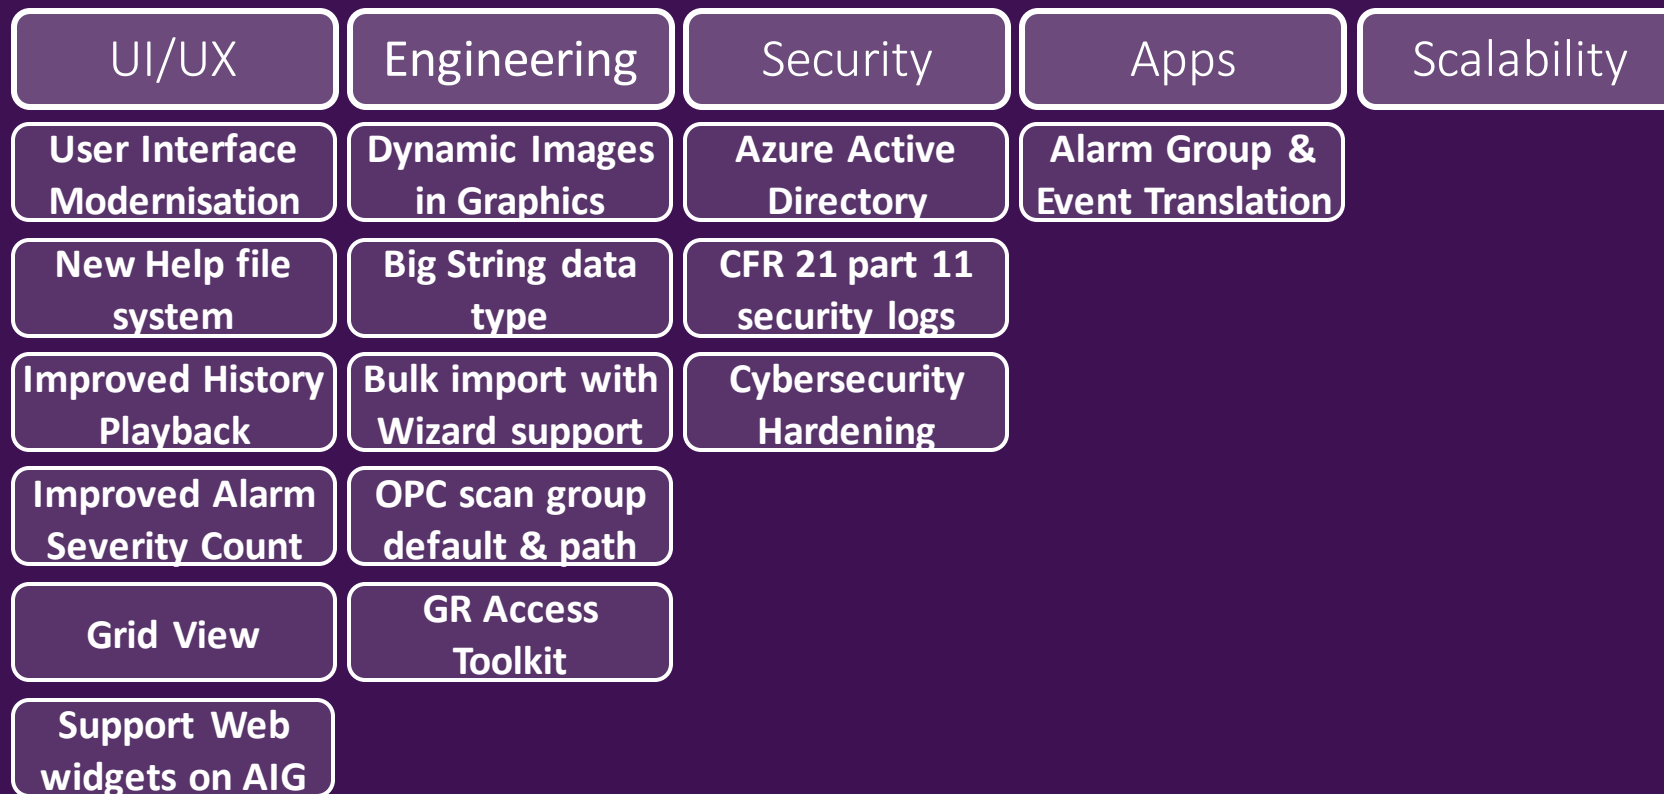 UI/UX
Engineering
Security
Apps
Scalability
User Interface
Modernisation
New Help file
system
Improved History
Playback
Improved Alarm
Severity Count
Grid View
Support Web
widgets on AIG
Dynamic Images
in Graphics
Big String data
type
Bulk import with
Wizard support
OPC scan group
default & path
GR Access
Toolkit
Azure Active
Directory
CFR 21 part 11
security logs
Cybersecurity
Hardening
Alarm Group &
Event Translation